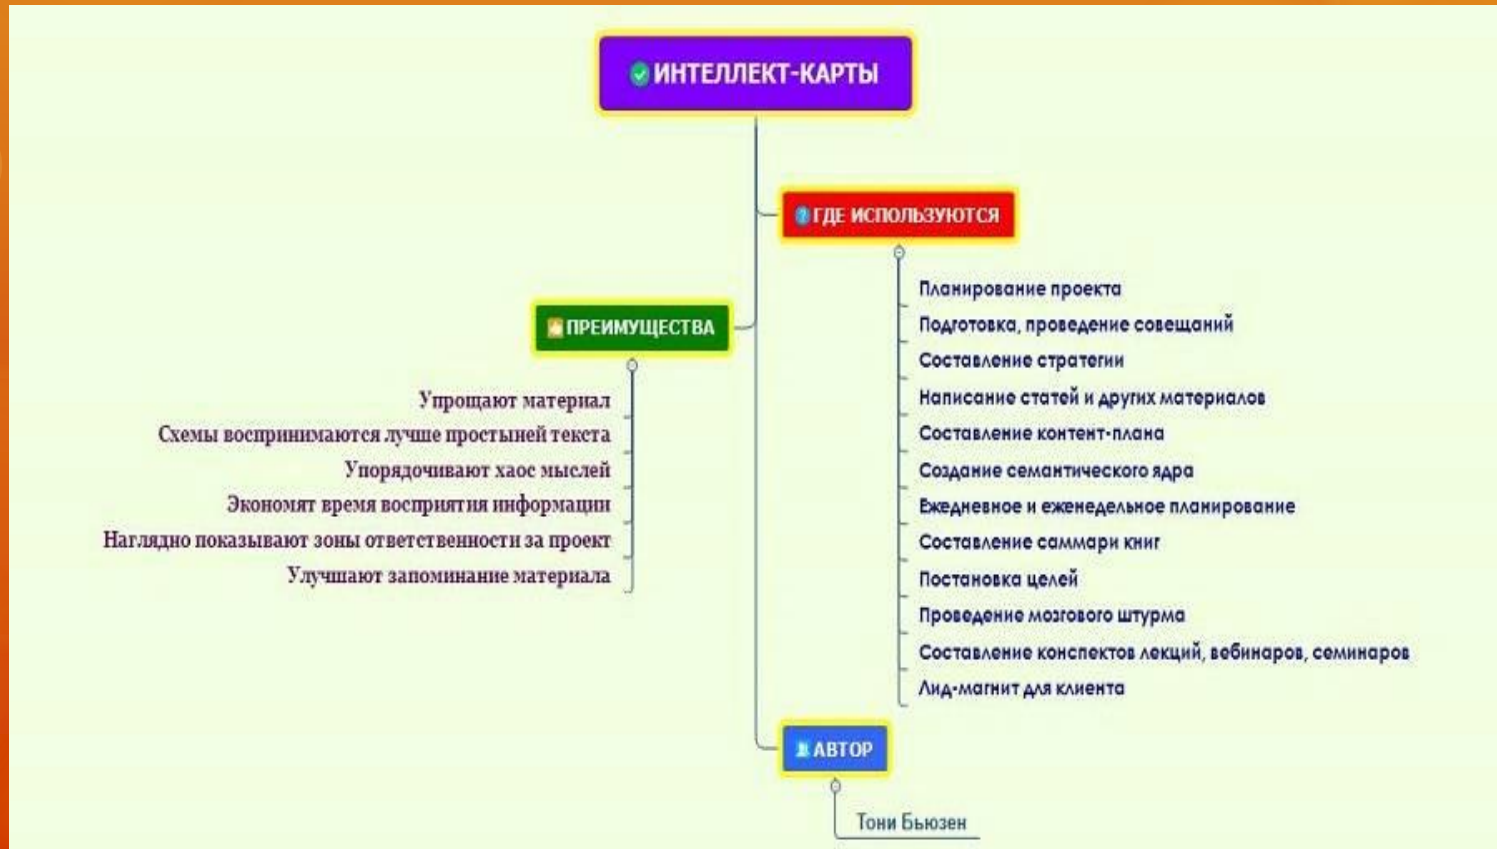 ИНТЕЛЛЕКТ-КАРТЫ
ГДЕ ИСПОЛЬЗУЮТСЯ
Планирование проекта
Подготовка, проведение совещаний
Составление стратегии
Написание статей и других материалов
Составление контент-плана
Создание семантического ядра
Ежедневное и еженедельное планирование
Составление саммари книг
Постановка целей
Проведение мозгового штурма
Составление конспектов лекций, вебинаров, семинаров
Лид-магнит для клиента
ПРЕИМУЩЕСТВА
Упрощают материал
Схемы воспринимаются лучше простыней текста
Упорядочивают хаос мыслей
Экономят время восприятия информации
Наглядно показывают зоны ответственности за проект
Улучшают запоминание материала
АВТОР
Тони Бьюзен